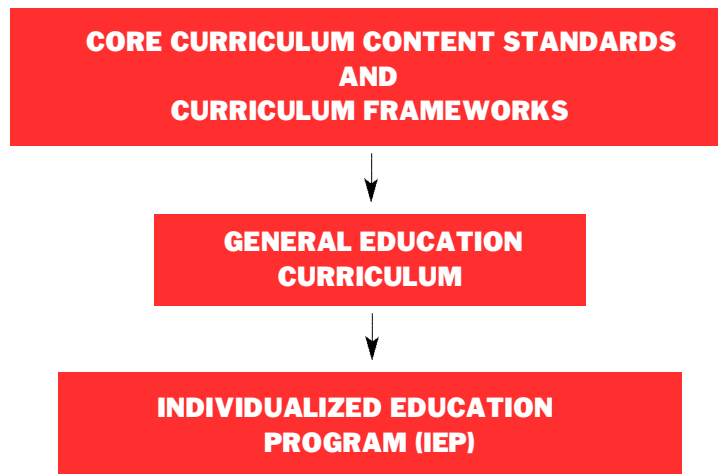 CORE CURRICULUM CONTENT STANDARDS
AND
CURRICULUM FRAMEWORKS
GENERAL EDUCATION
CURRICULUM
INDIVIDUALIZED EDUCATION
PROGRAM (IEP)